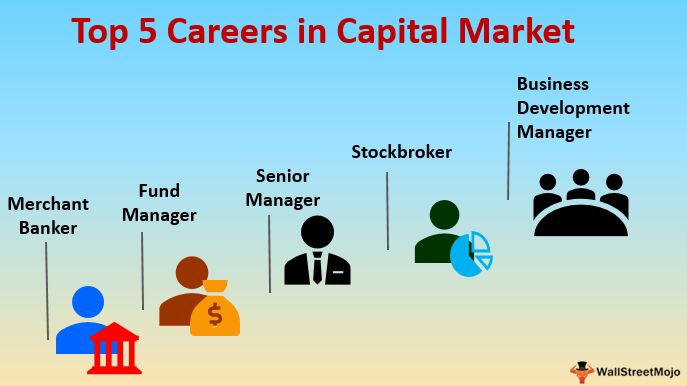 Top 5 Careers in Capital Market
Merchant
Banker
Fund
Manager
Senior
Manager
Stockbroker
Business
Development
Manager
$
WallStreetMojo